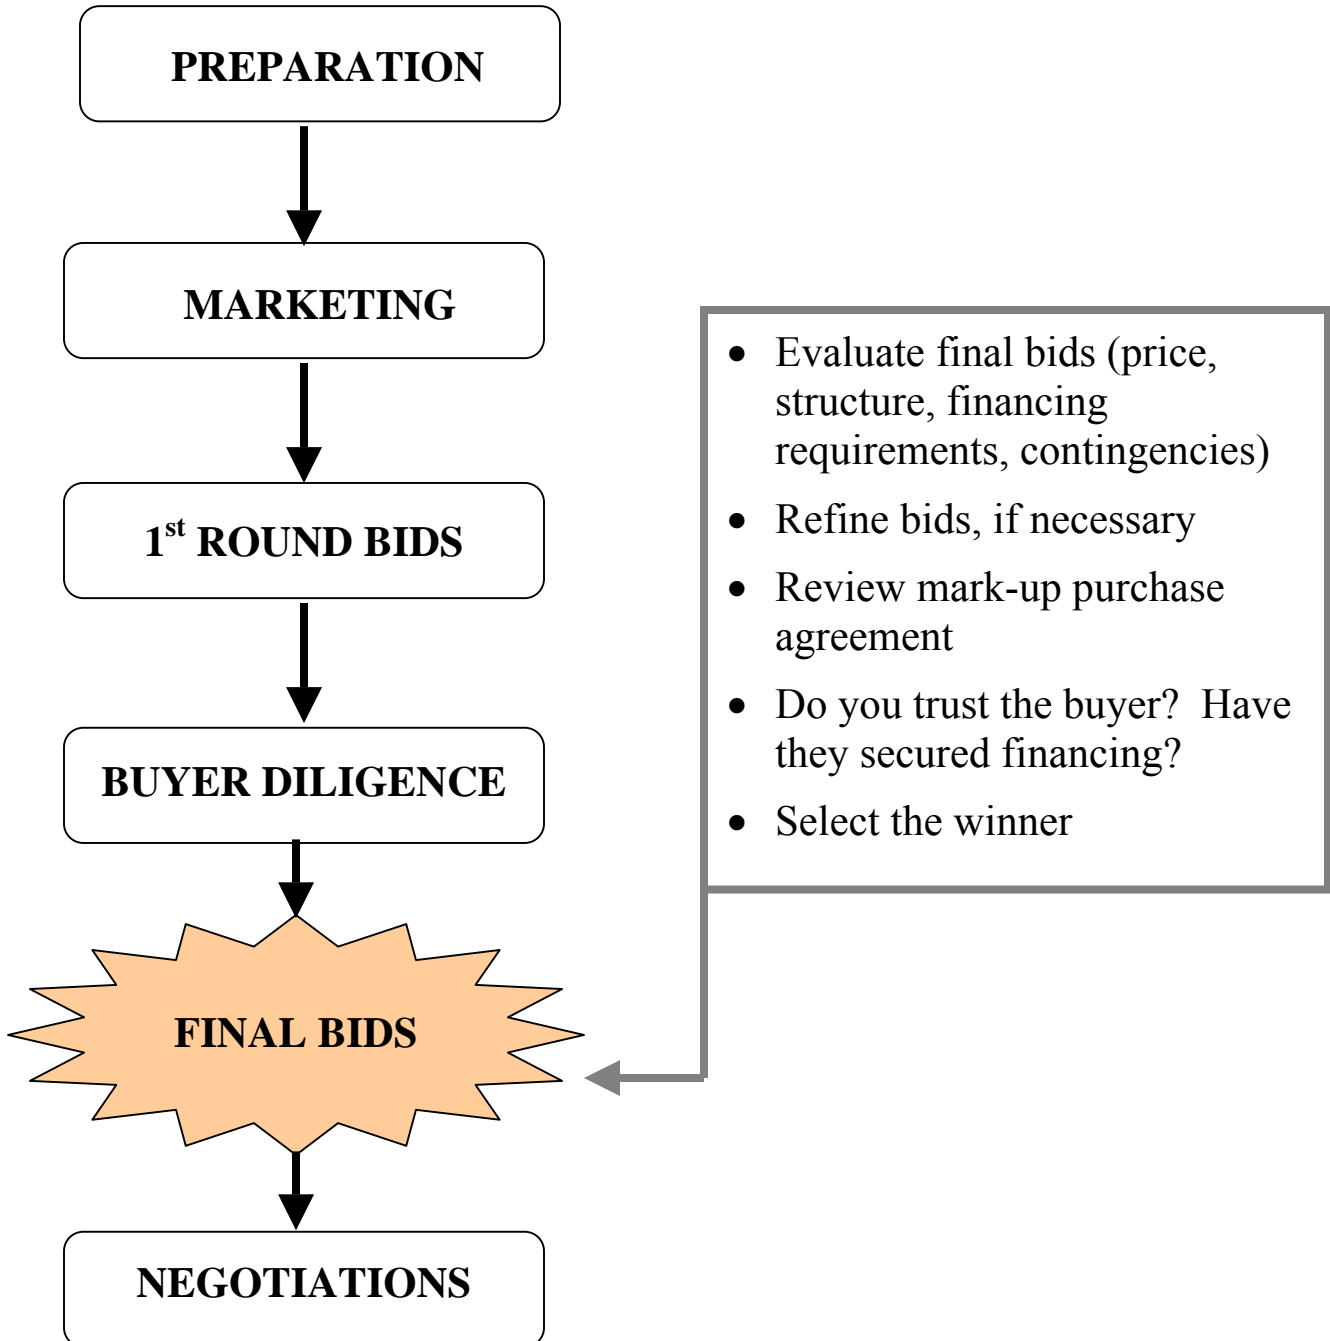 PREPARATION
MARKETING
1st ROUND BIDS
BUYER DILIGENCE
FINAL BIDS
NEGOTIATIONS
• Evaluate final bids (price,
structure, financing
requirements, contingencies)
• Refine bids, if necessary
• Review mark-up purchase
agreement
• Do you trust the buyer?  Have
they secured financing?
• Select the winner